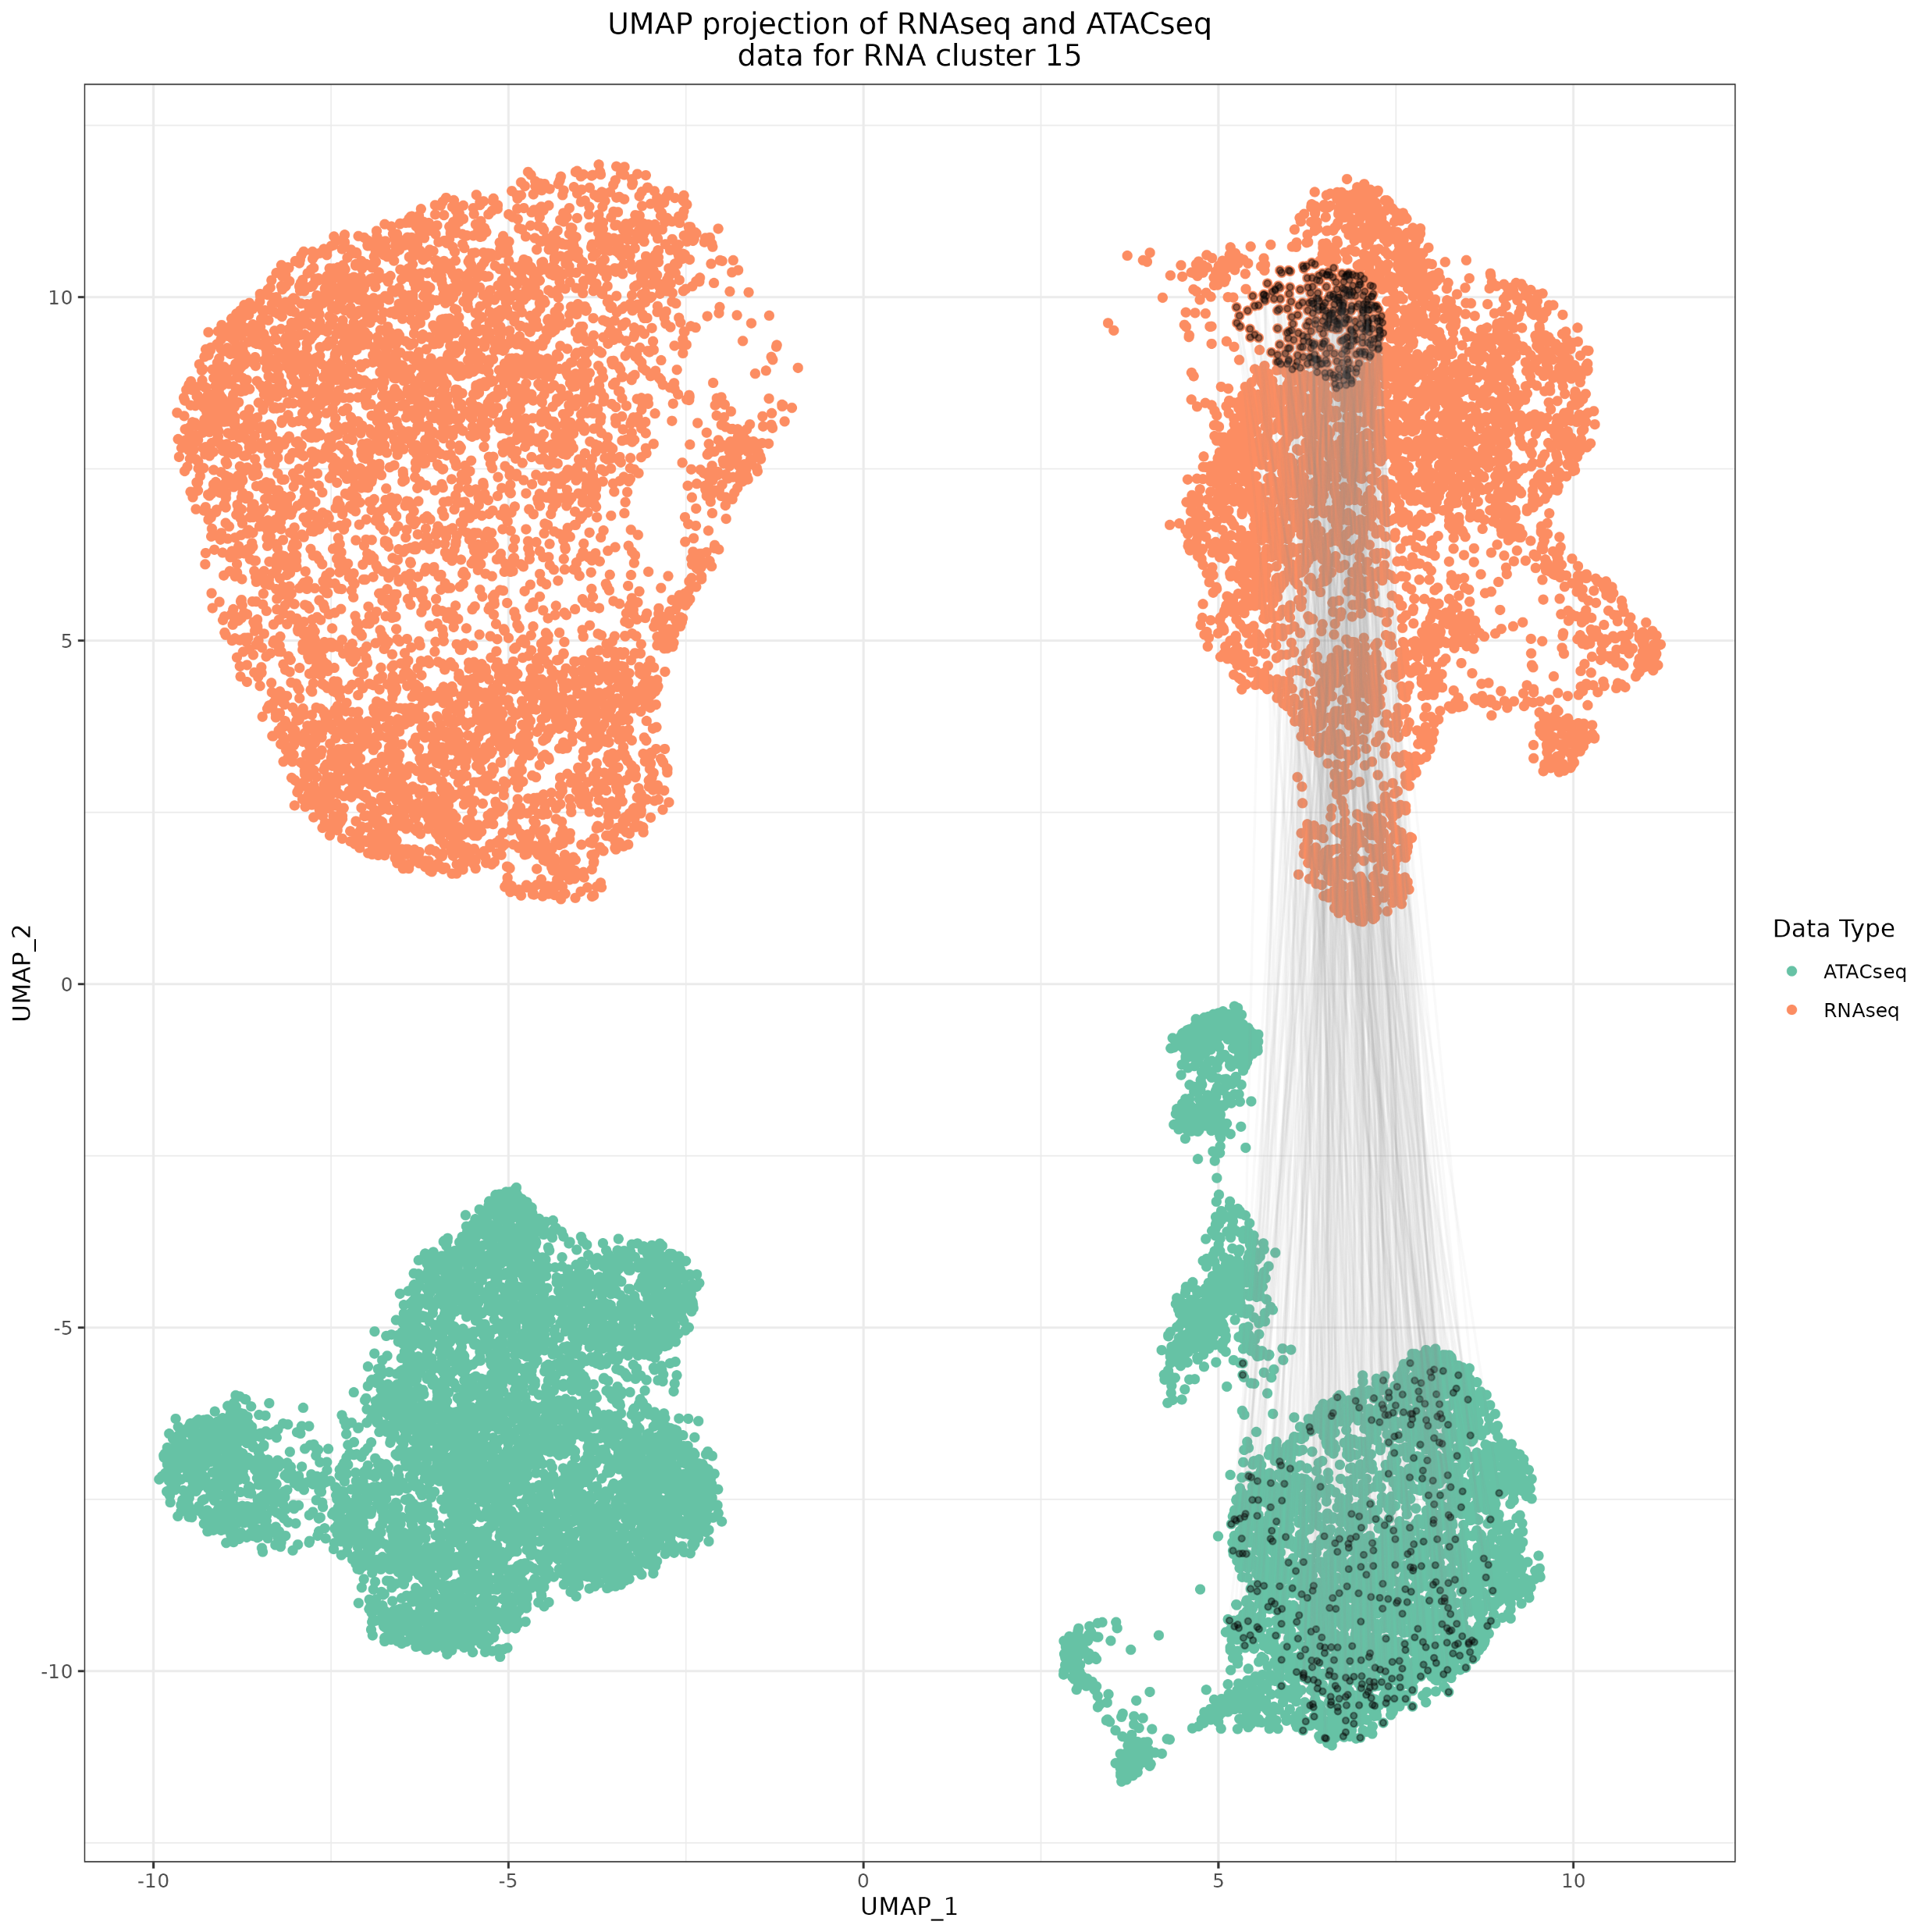 UMAP projection of RNAseq and ATACseq
data for RNA cluster 15
10
5
0
-5
-10
UMAP_2
-10
-5
0
5
10
UMAP_1
Data Type
ATACseq
RNAseq